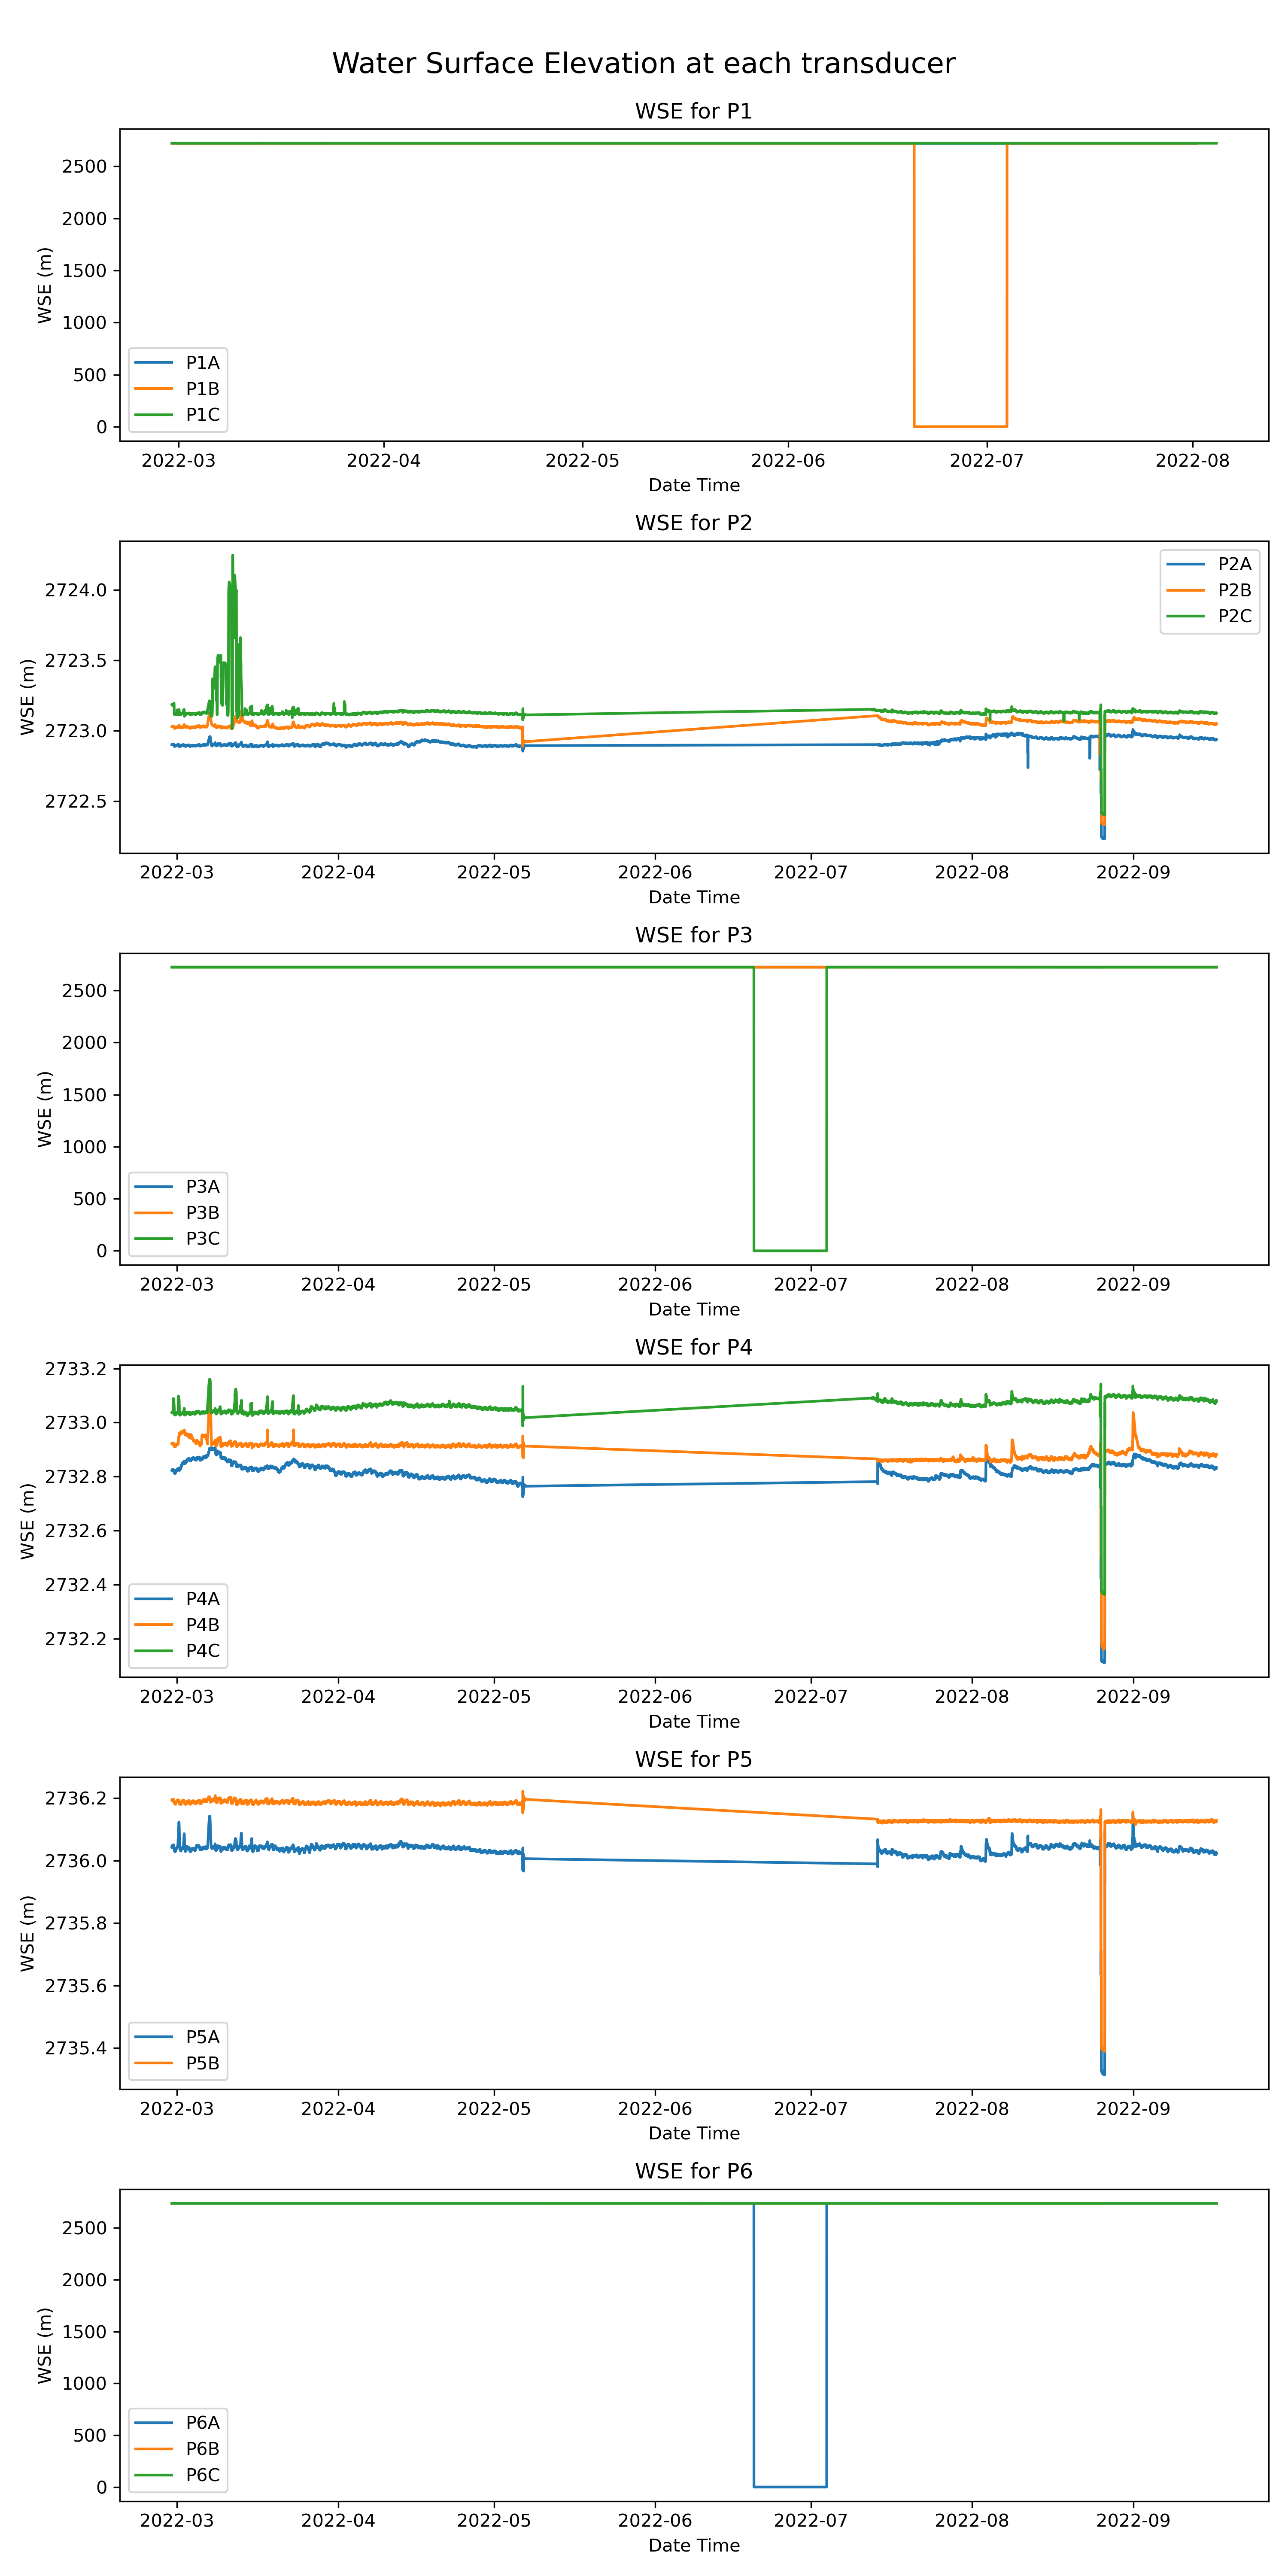 Water Surface Elevation at each transducer
WSE for P1
WSE (m)
2500
2000
1500
1000
500
0
P1A
P1B
P1C
2022-03 2022-04 2022-05 2022-06 2022-07 2022-08
Date Time
WSE for P2
WSE (m)
2724.0
2723.5
2723.0
2722.5
P2A
P2B
P2C
2022-03 2022-04 2022-05 2022-06 2022-07 2022-08 2022-09
Date Time
WSE for P3
WSE (m)
2500
2000
1500
1000
500
0
P3A
P3B
P3C
2022-03 2022-04 2022-05 2022-06 2022-07 2022-08 2022-09
Date Time
WSE for P4
WSE (m)
2733.2
2733.0
2732.8
2732.6
2732.4
2732.2
P4A
P4B
P4C
2022-03 2022-04 2022-05 2022-06 2022-07 2022-08 2022-09
Date Time
WSE for P5
WSE (m)
2736.2
2736.0
2735.8
2735.6
2735.4
P5A
P5B
2022-03 2022-04 2022-05 2022-06 2022-07 2022-08 2022-09
Date Time
WSE for P6
WSE (m)
2500
2000
1500
1000
500
0
P6A
P6B
P6C
2022-03 2022-04 2022-05 2022-06 2022-07 2022-08 2022-09
Date Time